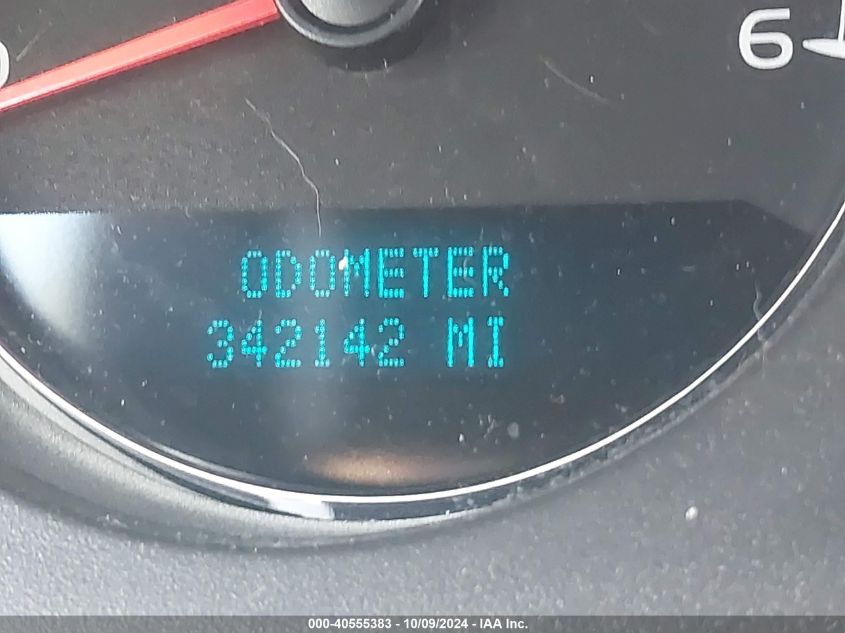 6
ODOMETER
342142 MI
000-40555383 - 10/09/2024 - IAA Inc.